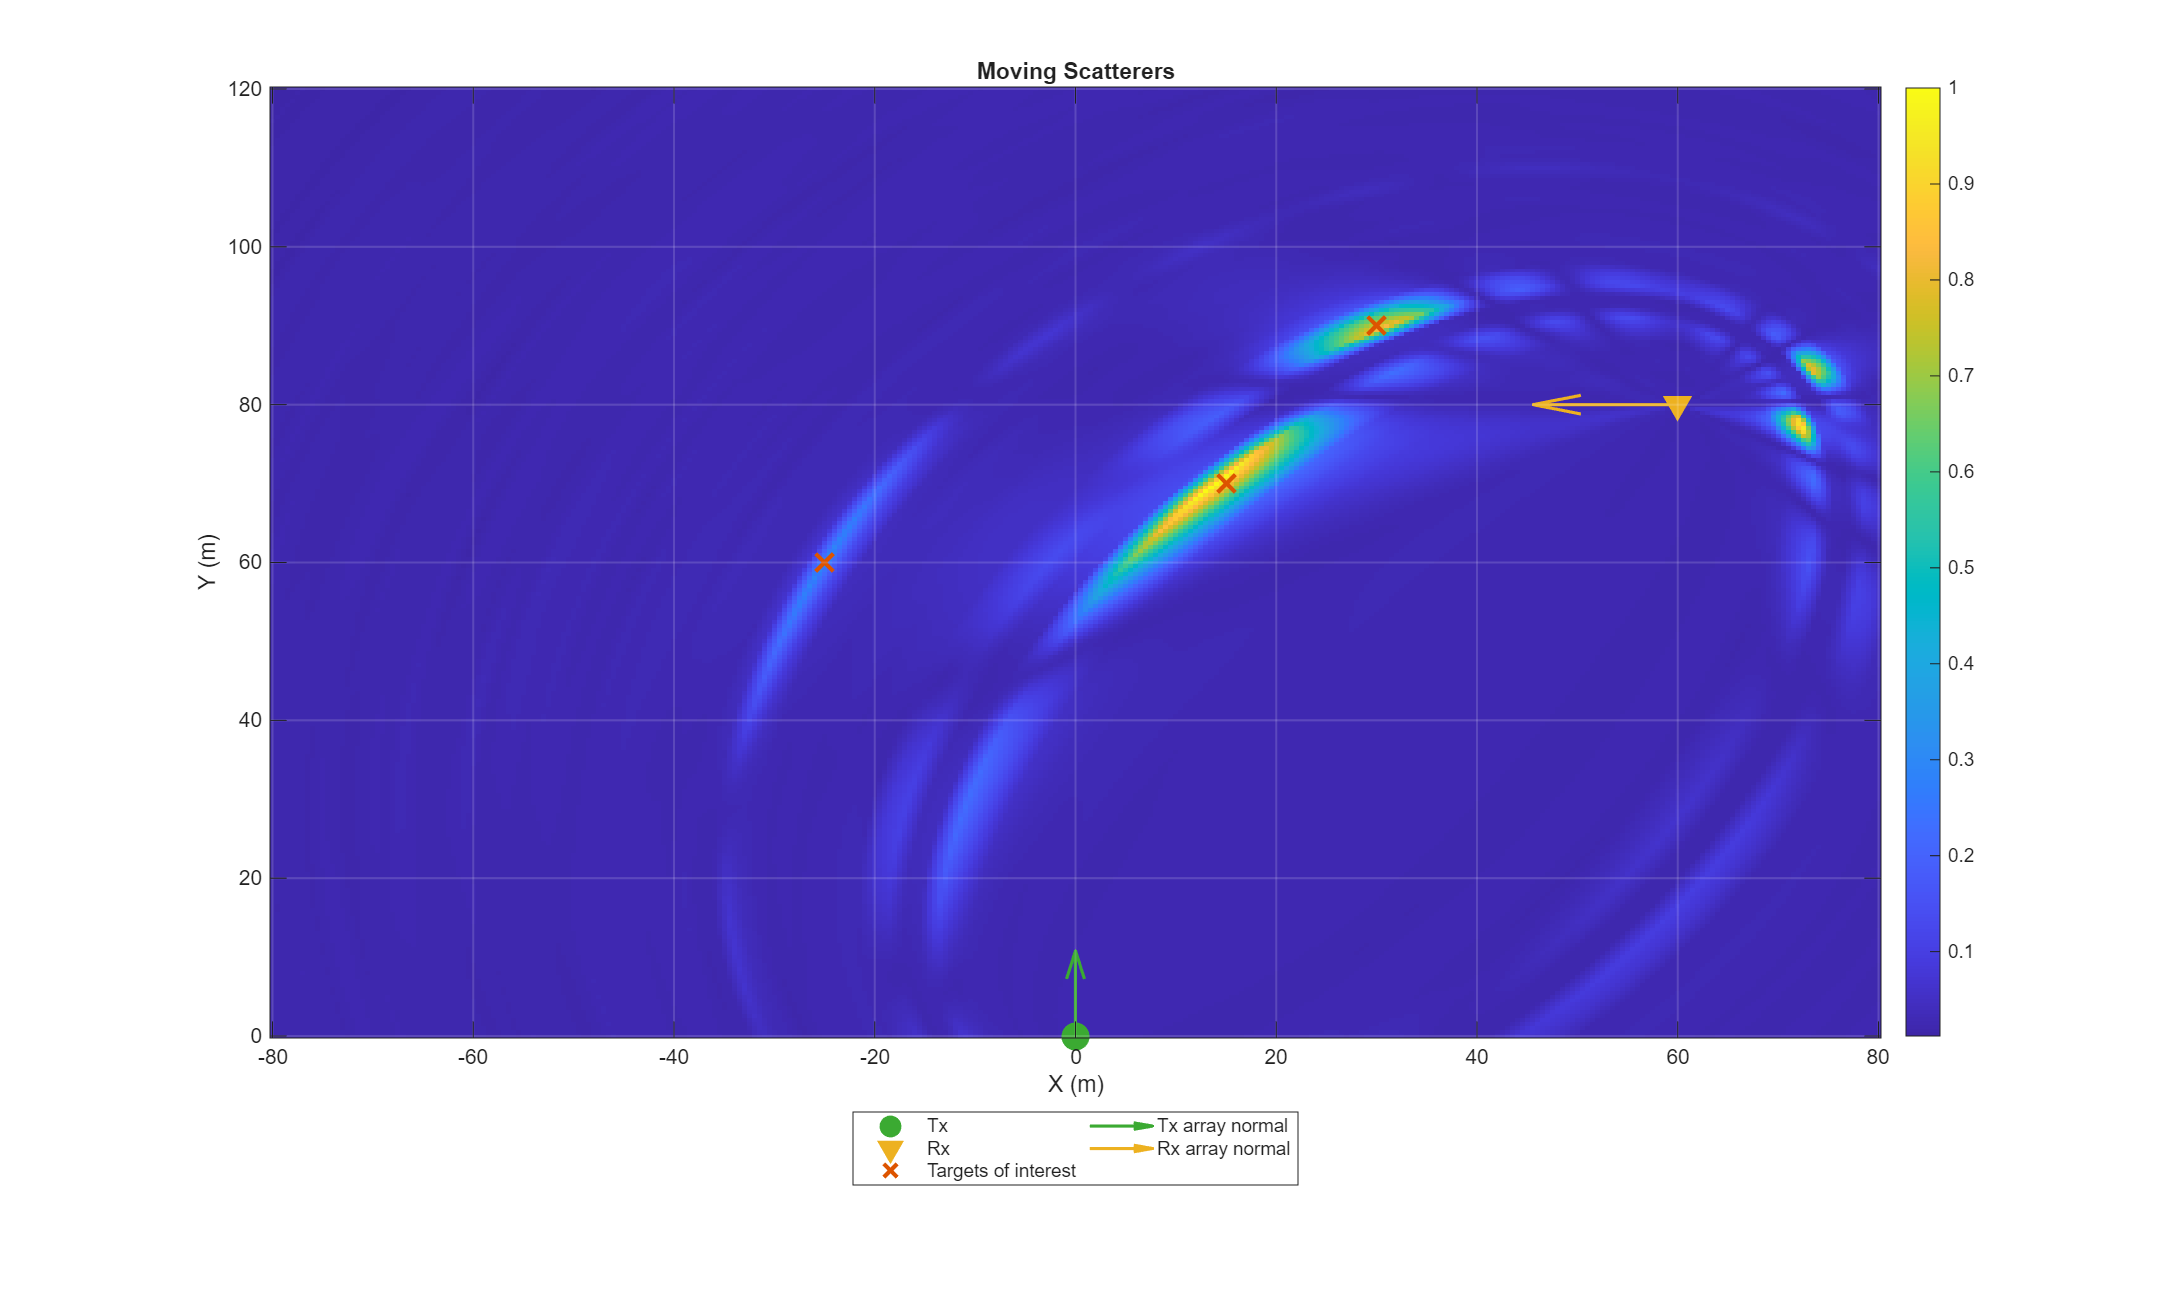 Moving Scatterers
120
100
80
60
40
20
0
Y (m)
-80 -60 -40 -20 0 20 40 60 80
X (m)
1
0.9
0.8
0.7
0.6
0.5
0.4
0.3
0.2
0.1
Tx Tx array normal
Rx Rx array normal
Targets of interest